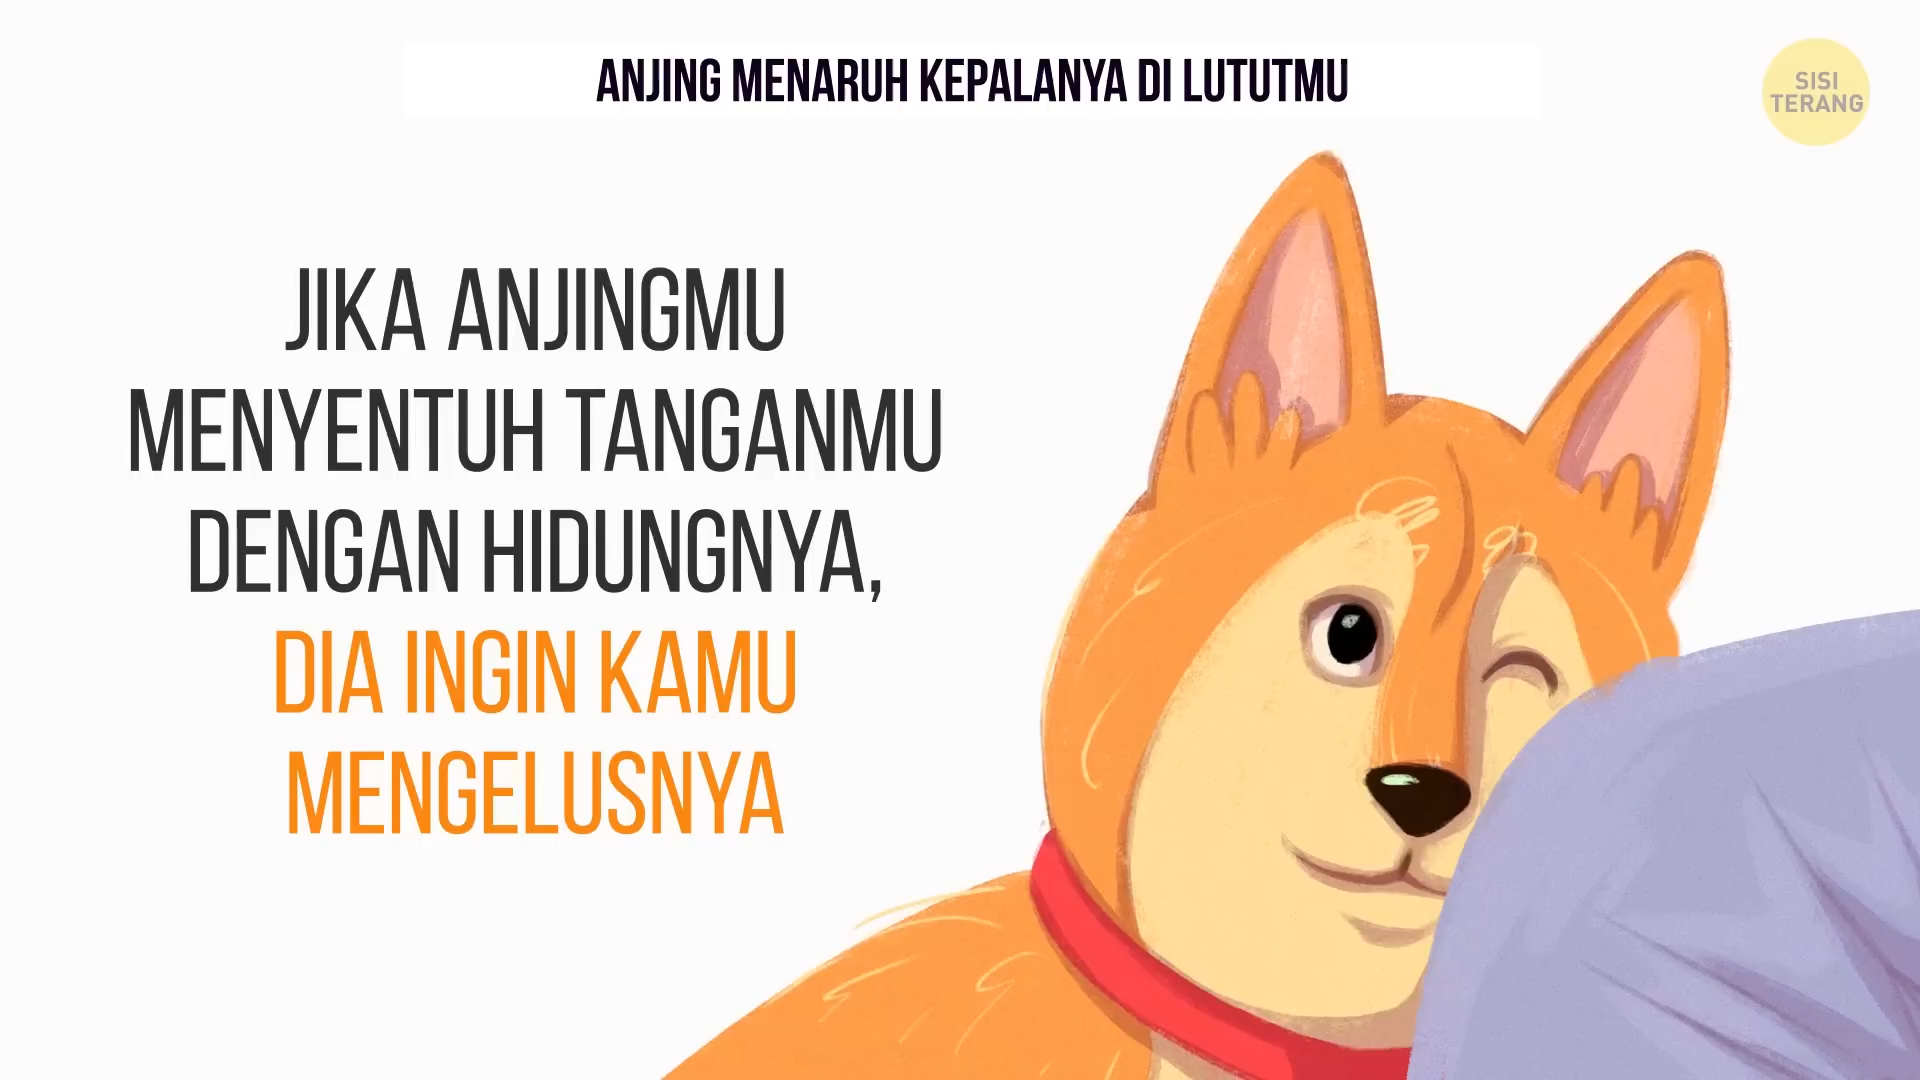 ANJING MENARUH KEPALANYA DI LUTUTMU
SISI
TERANG
JIKA ANJINGMU
MENYENTUH TANGANMU
DENGAN HIDUNGNYA,
DIA INGIN KAMU
MENGELUSNYA